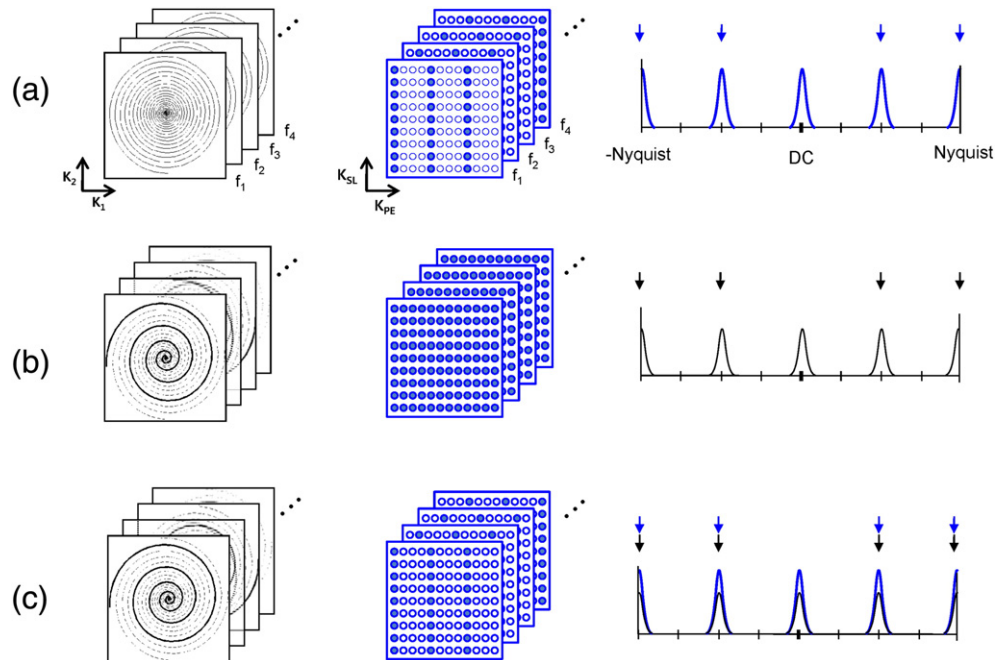 (a)
K2
K1
f1
f2
f3
f4
KSL
KPE
f1
f2
f3
f4
-Nyquist
DC
Nyquist
(b)
(c)